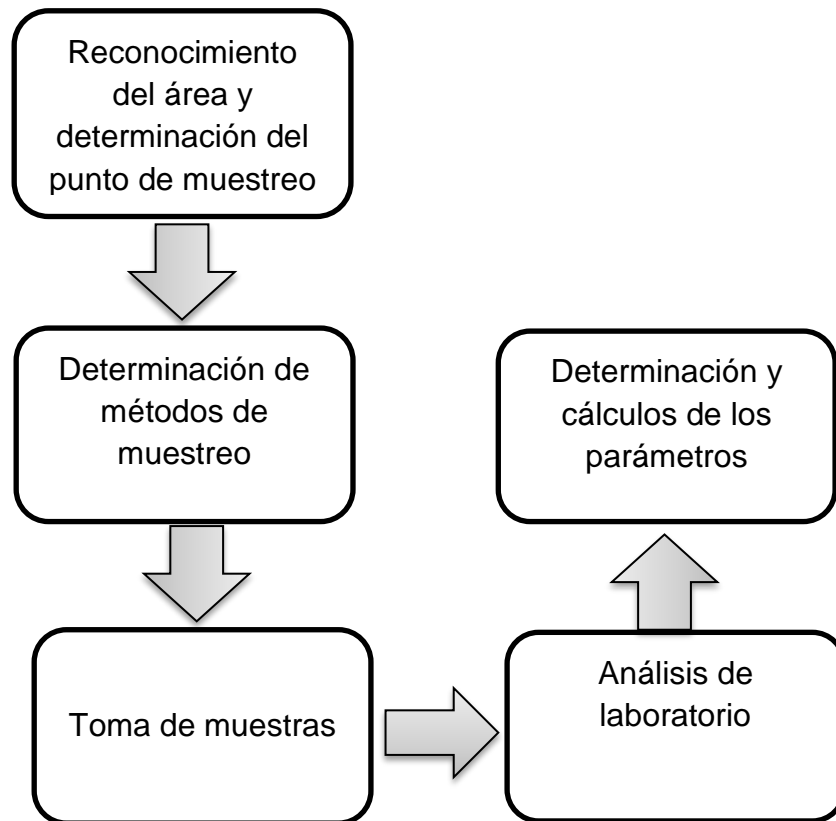 Reconocimiento
del área y
determinación del
punto de muestreo
Determinación de
métodos de
muestreo
Toma de muestras
Análisis de
laboratorio
Determinación y
cálculos de los
parámetros